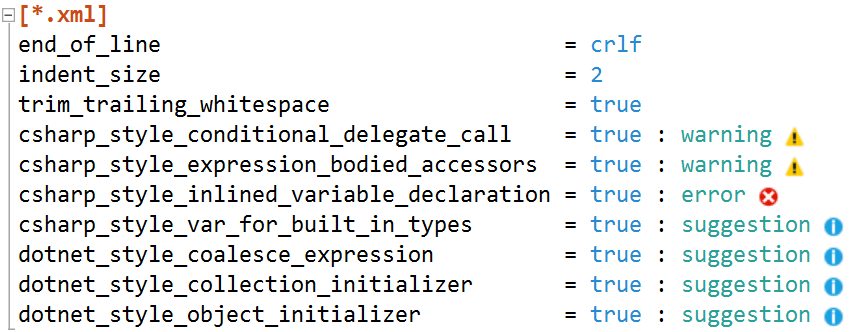 [*.xml]
end_of_line = crlf
indent_size = 2
trim_trailing_whitespace = true
csharp_style_conditional_delegate_call = true : warning
csharp_style_expression_bodied_accessors = true : warning
csharp_style_inlined_variable_declaration = true : error
csharp_style_var_for_built_in_types = true : suggestion
dotnet_style_coalesce_expression = true : suggestion
dotnet_style_collection_initializer = true : suggestion
dotnet_style_object_initializer = true : suggestion